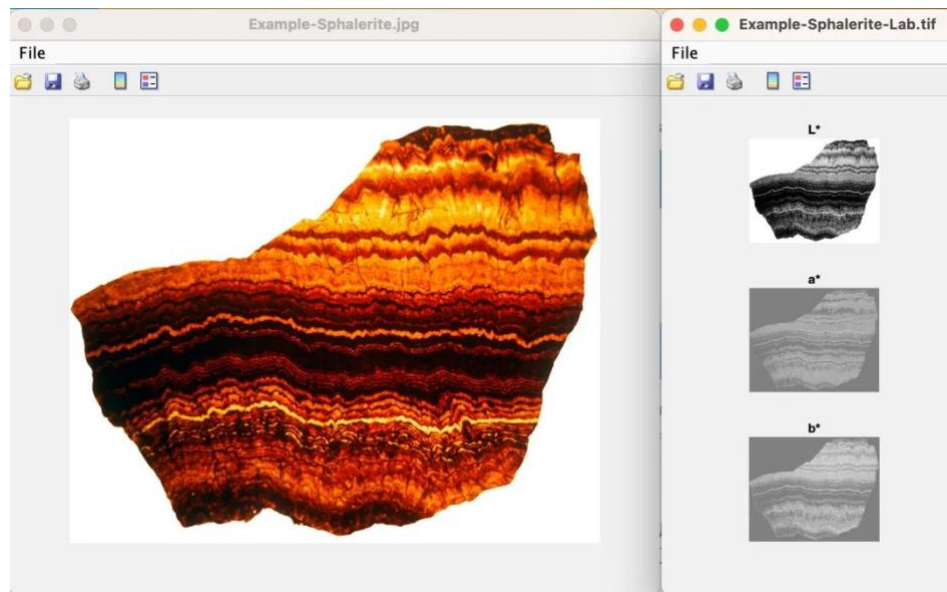 Example-Sphalerite.jpg
File
Example-Sphalerite-Lab.tif
File
L*
a*
b*